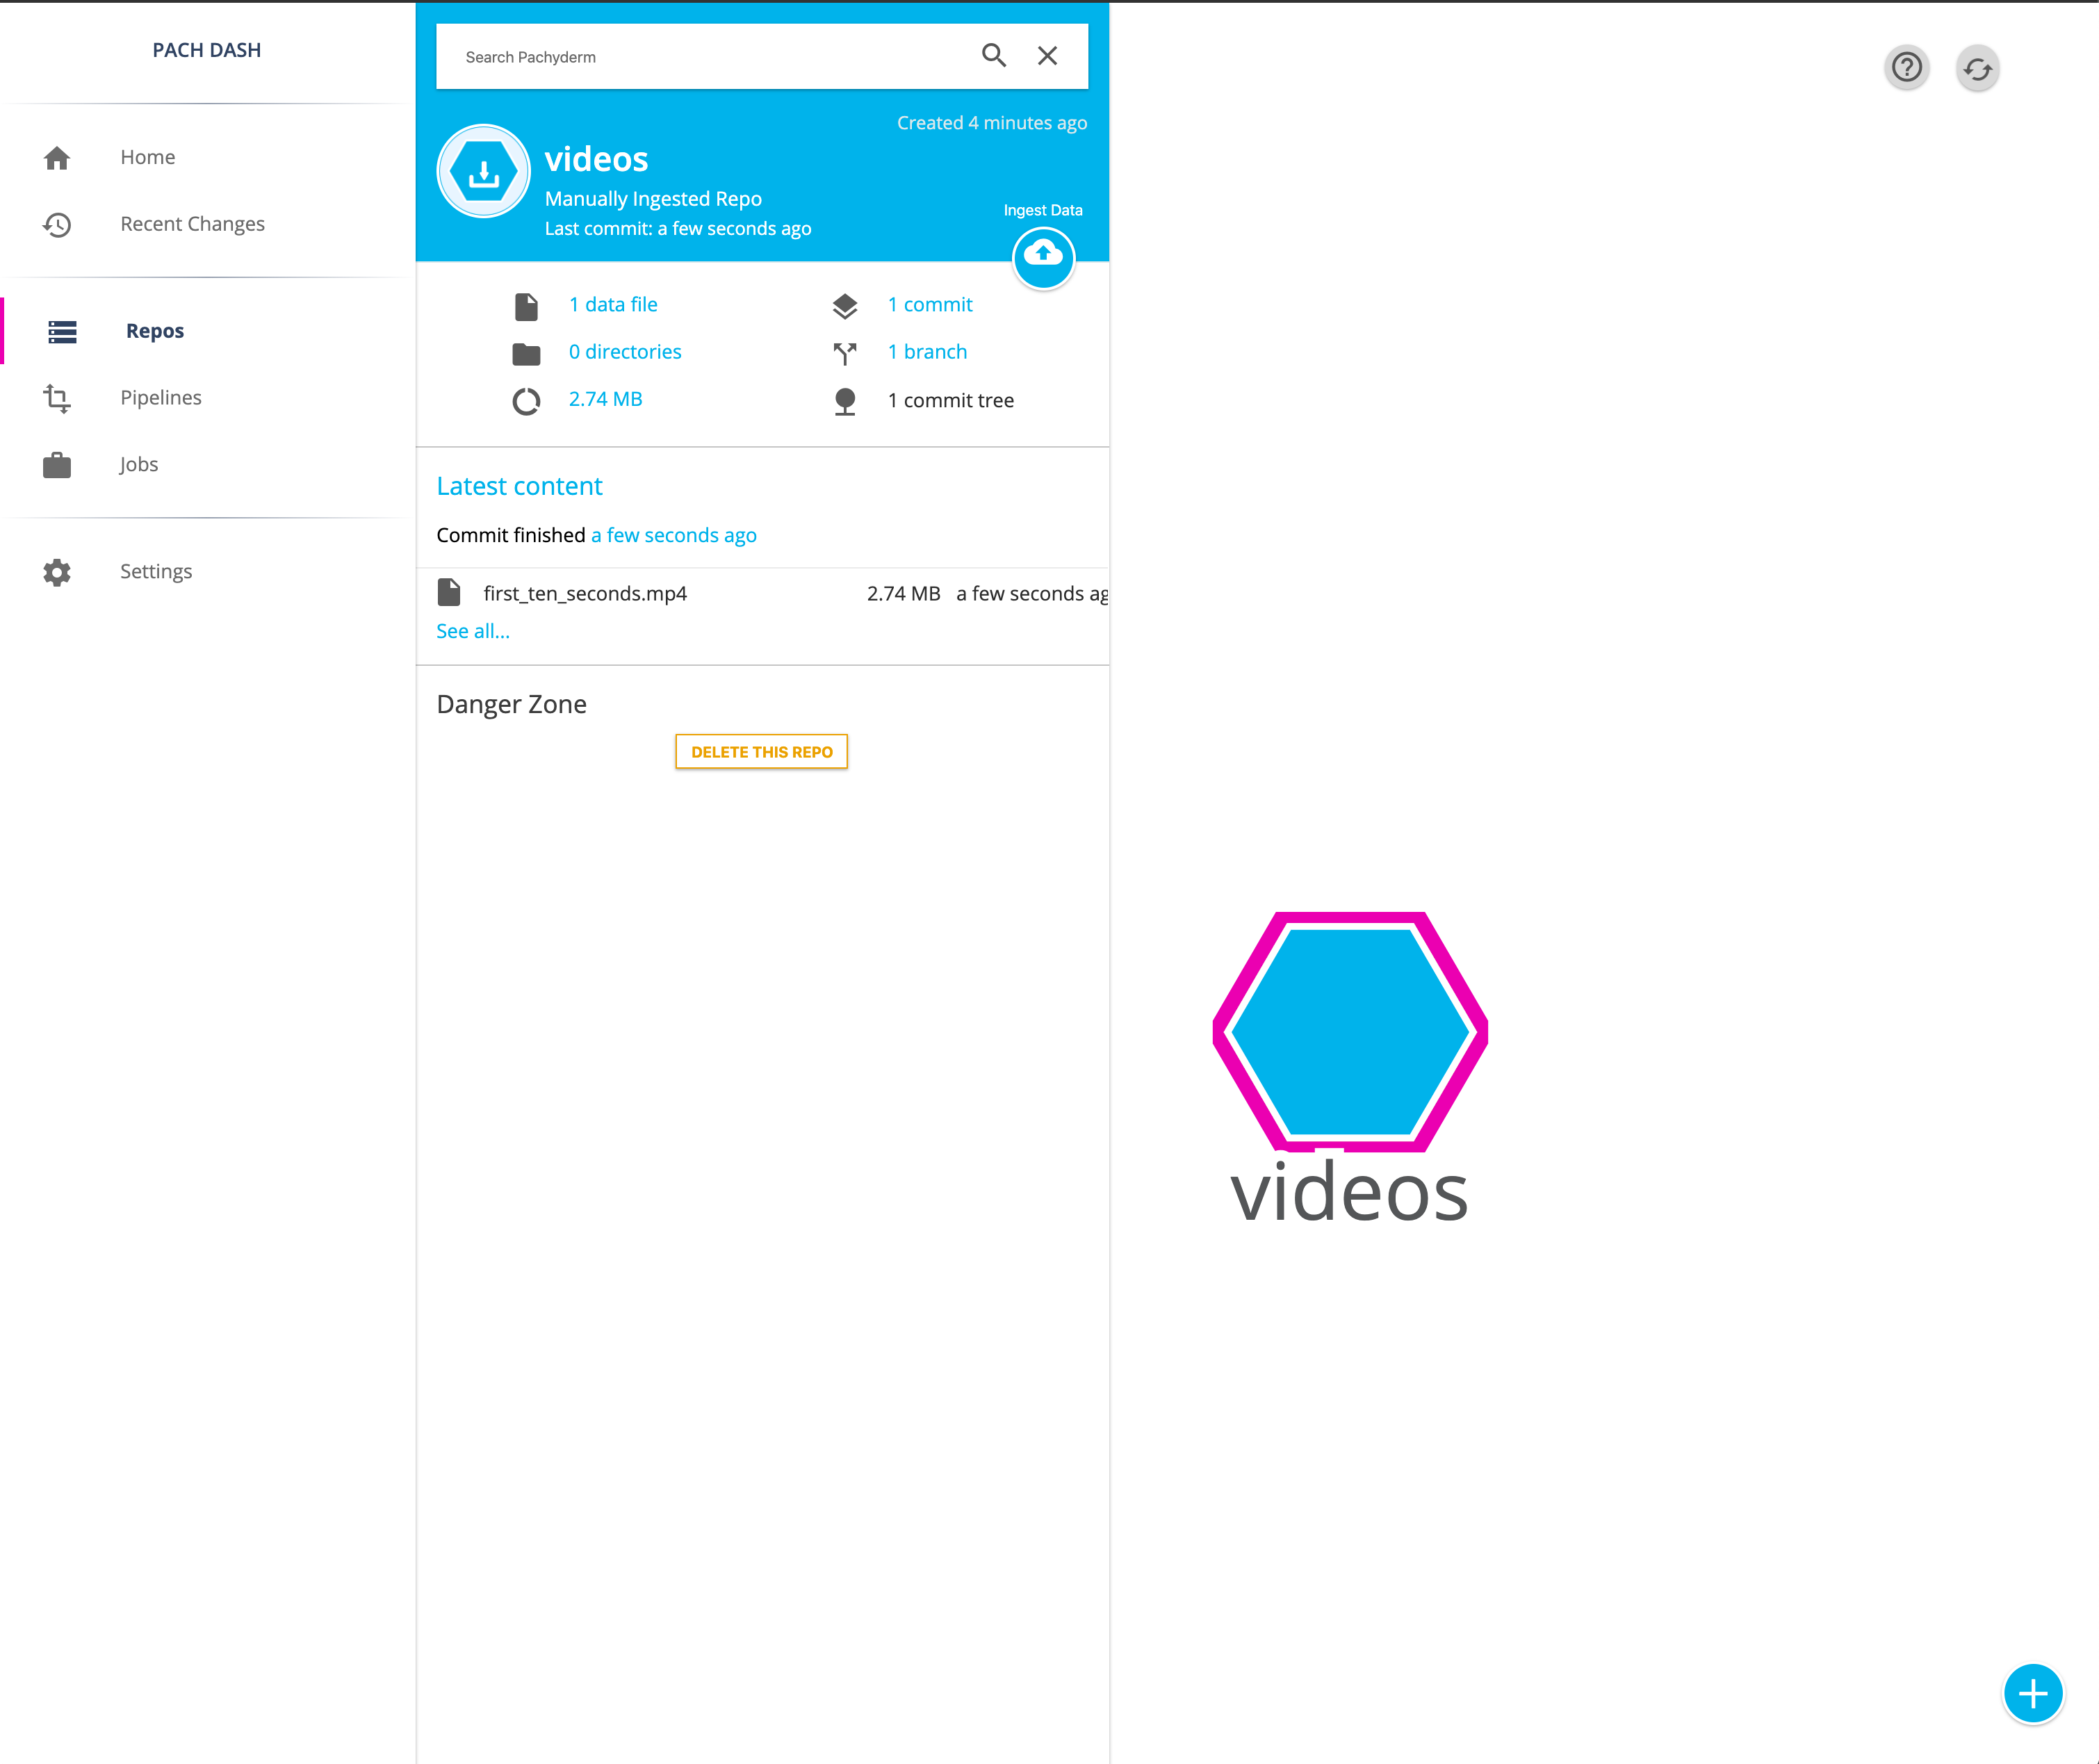 PACH DASH
Home
Recent Changes
Repos
Pipelines
Jobs
Settings
Search Pachyderm
Created 4 minutes ago
videos
Manually Ingested Repo
Last commit: a few seconds ago
Ingest Data
1 data file
1 commit
0 directories
1 branch
2.74 MB
1 commit tree
Latest content
Commit finished a few seconds ago
first_ten_seconds.mp4 2.74 MB a few seconds ag
See all...
Danger Zone
DELETE THIS REPO
videos